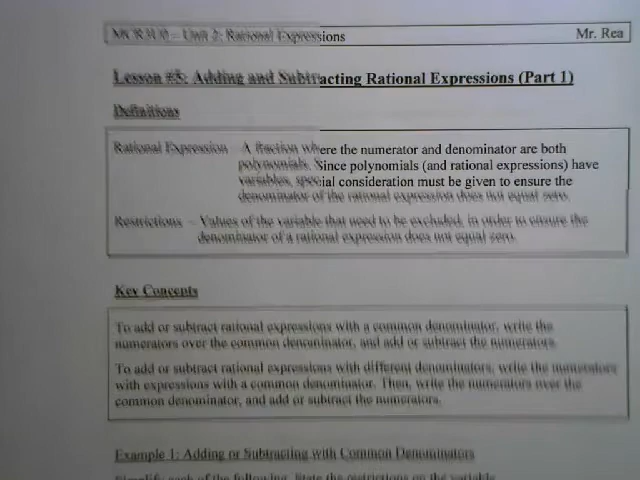 MCR3U0 – Unit 2: Rational Expressions
Mr. Rea
Lesson #5: Adding and Subtracting Rational Expressions (Part 1)
Definitions
Rational Expression – A fraction where the numerator and denominator are both
polynomials. Since polynomials (and rational expressions) have
variables, special consideration must be given to ensure the
denominator of the rational expression does not equal zero.
Restrictions – Values of the variable that need to be excluded, in order to ensure the
denominator of a rational expression does not equal zero.
Key Concepts
To add or subtract rational expressions with a common denominator, write the
numerators over the common denominator, and add or subtract the numerators.
To add or subtract rational expressions with different denominators, write the numerators
with expressions with a common denominator. Then, write the numerators over the
common denominator, and add or subtract the numerators.
Example 1: Adding or Subtracting with Common Denominators
Simplify each of the following. State the restrictions on the variable